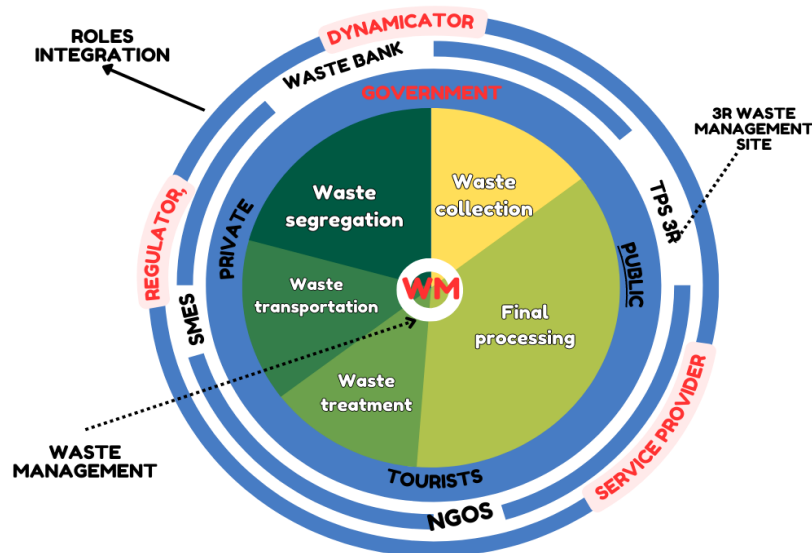 DYNAMICATOR
ROLES
INTEGRATION
WASTE BANK
GOVERNMENT
3R WASTE
MANAGEMENT
SITE
TPS 3R
Waste
segregation
Waste
collection
REGULATOR,
PRIVATE
PUBLIC
WM
Waste
transportation
Final
processing
SMES
Waste
treatment
SERVICE PROVIDER
WASTE
MANAGEMENT
TOURISTS
NGOS